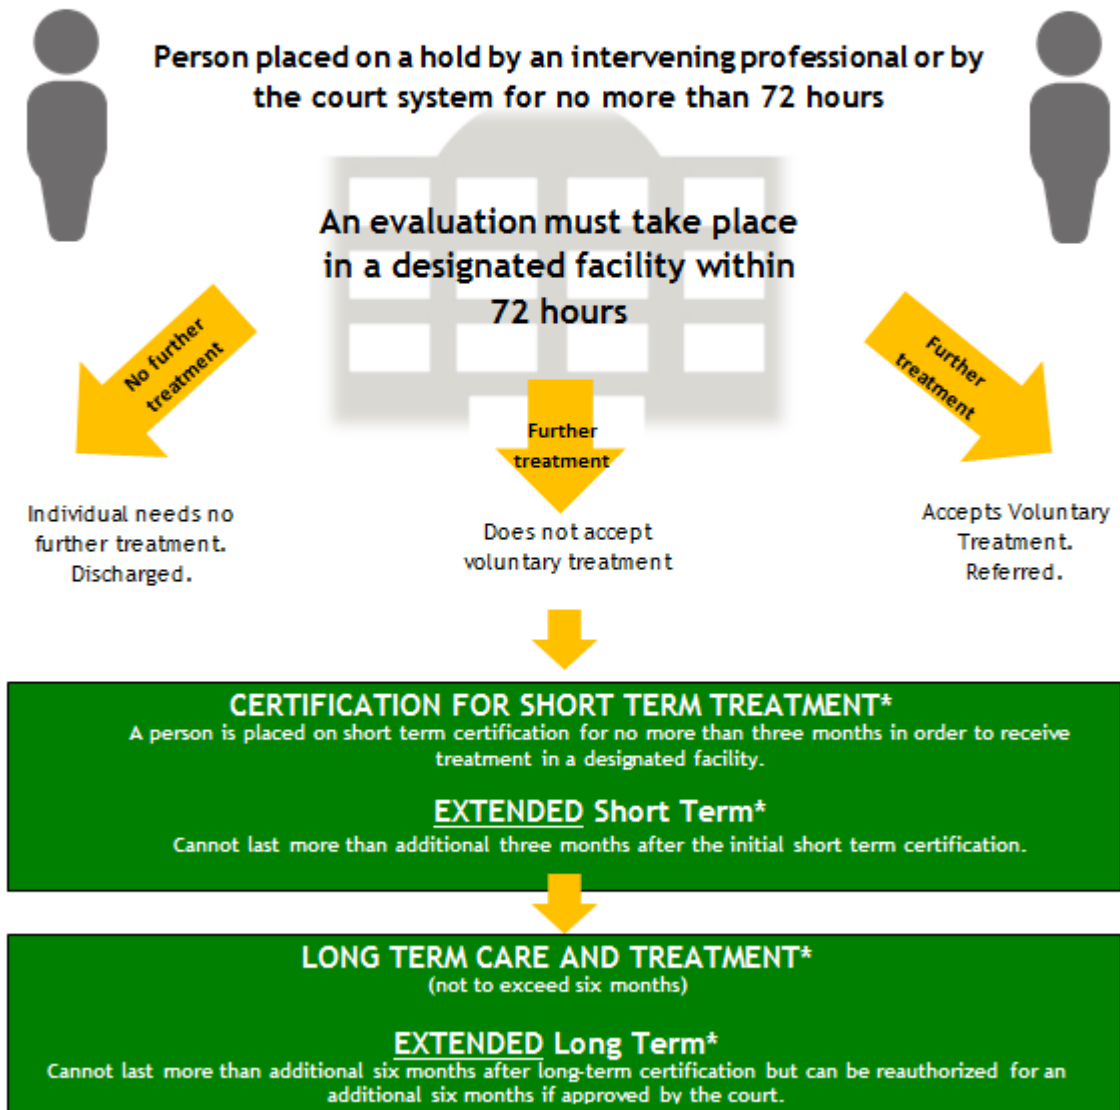 Person placed on a hold by an intervening professional or by
the court system for no more than 72 hours
An evaluation must take place
in a designated facility within
72 hours
No further
treatment
Further
treatment
Further
treatment
Individual needs no
further treatment.
Discharged.
Does not accept
voluntary treatment
Accepts Voluntary
Treatment.
Referred.
CERTIFICATION FOR SHORT TERM TREATMENT*
A person is placed on short term certification for no more than three months in order to receive
treatment in a designated facility.
EXTENDED Short Term*
Cannot last more than additional three months after the initial short term certification.
LONG TERM CARE AND TREATMENT*
(not to exceed six months)
EXTENDED Long Term*
Cannot last more than additional six months after long-term certification but can be reauthorized for an
additional six months if approved by the court.